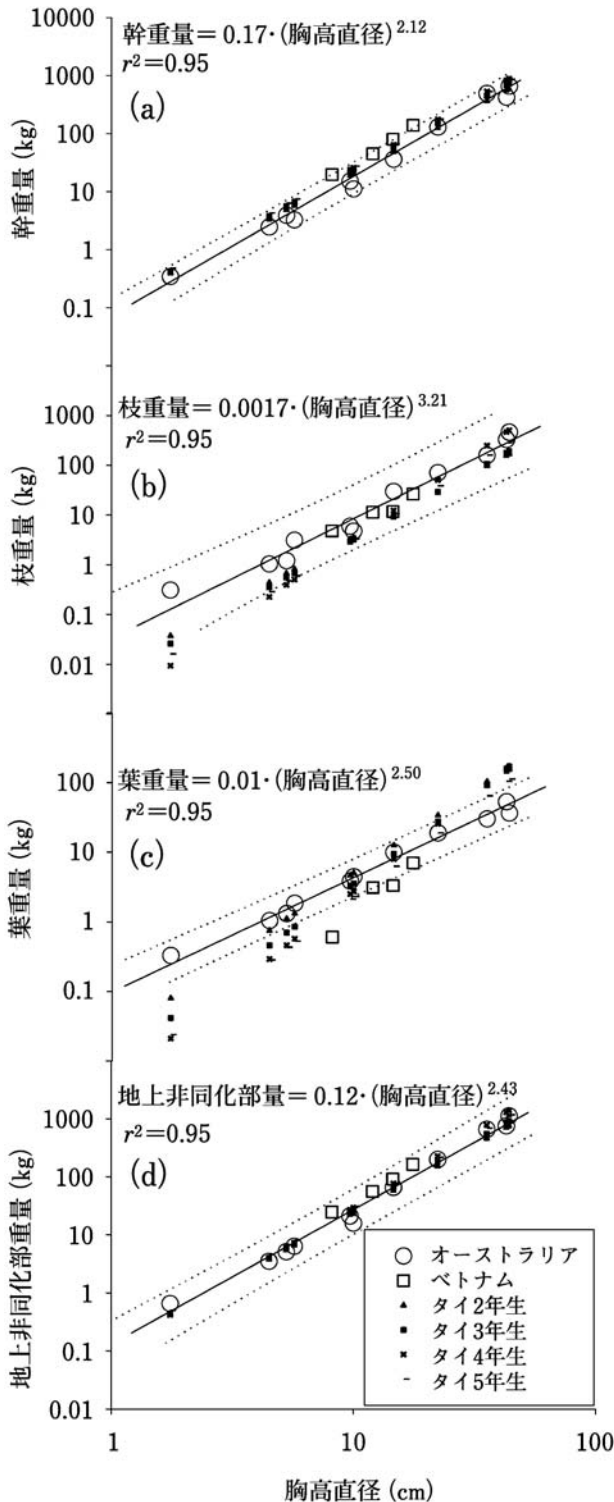 10000
幹重量 = 0.17・(胸高直径)^2.12
r²=0.95
1000
(a)
100
10
1
0.1
幹重量 (kg)
枝重量 = 0.0017・(胸高直径)^3.21
1000
r²=0.95
100
(b)
10
1
0.1
0.01
枝重量 (kg)
葉重量 = 0.01・(胸高直径)^2.50
100
r²=0.95
10
(c)
1
0.1
葉重量 (kg)
地上非同化部量 = 0.12・(胸高直径)^2.43
1000
r²=0.95
100
(d)
10
1
0.1
0.01
地上非同化部重量 (kg)
オーストラリア
ベトナム
タイ2年生
タイ3年生
タイ4年生
タイ5年生
1
10
100
胸高直径 (cm)